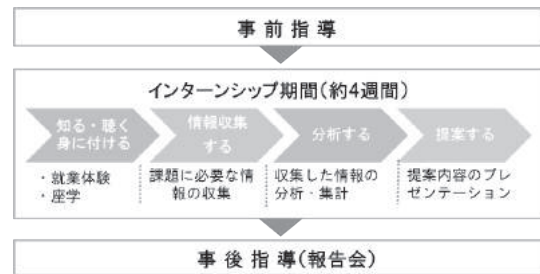 事前指導
インターンシップ期間(約4週間)
知る・聴く
身に付ける
情報収集
する
分析する
提案する
・就業体験
・座学
課題に必要な情
報の収集
収集した情報の
分析・集計
提案内容のプレ
ゼンテーション
事後指導(報告会)